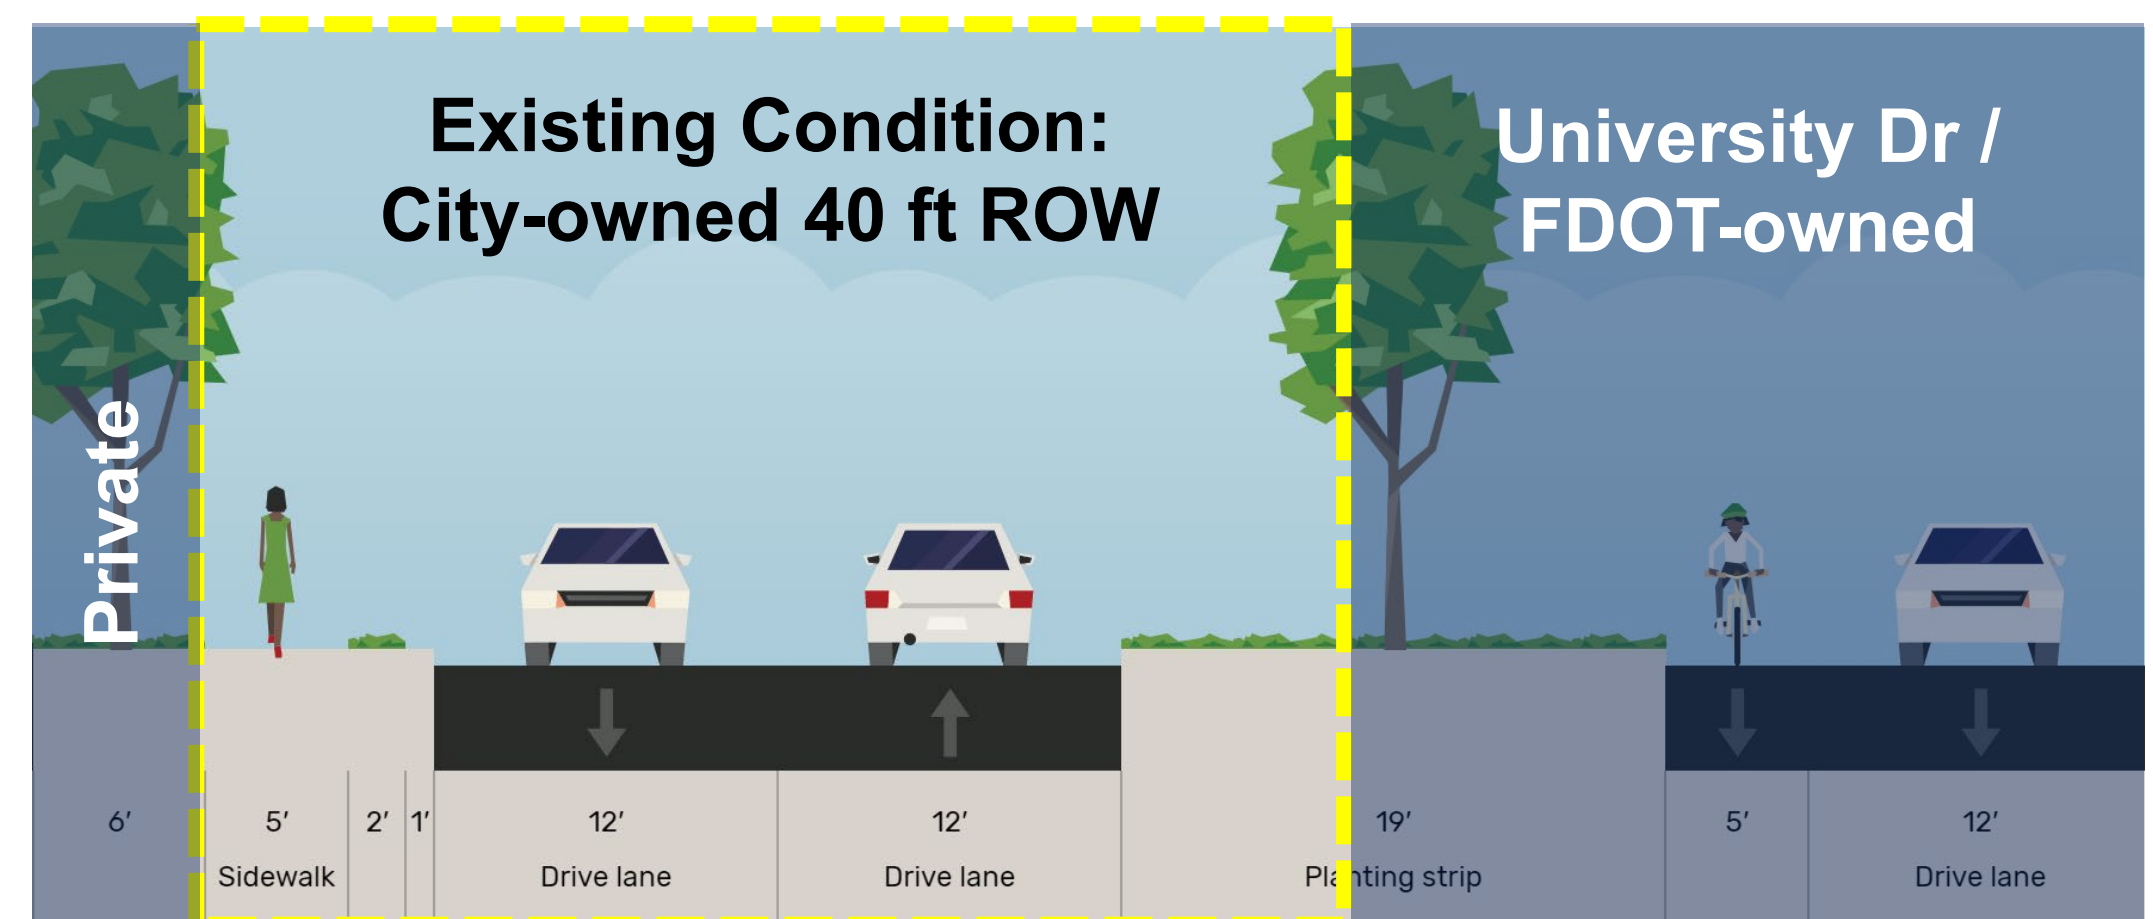 Existing Condition:
City-owned 40 ft ROW
University Dr /
FDOT-owned
Private
6′ 5′ 2′ 1′ 12′ 12′ 19′ 5′ 12′
Sidewalk Drive lane Drive lane Planting strip Drive lane